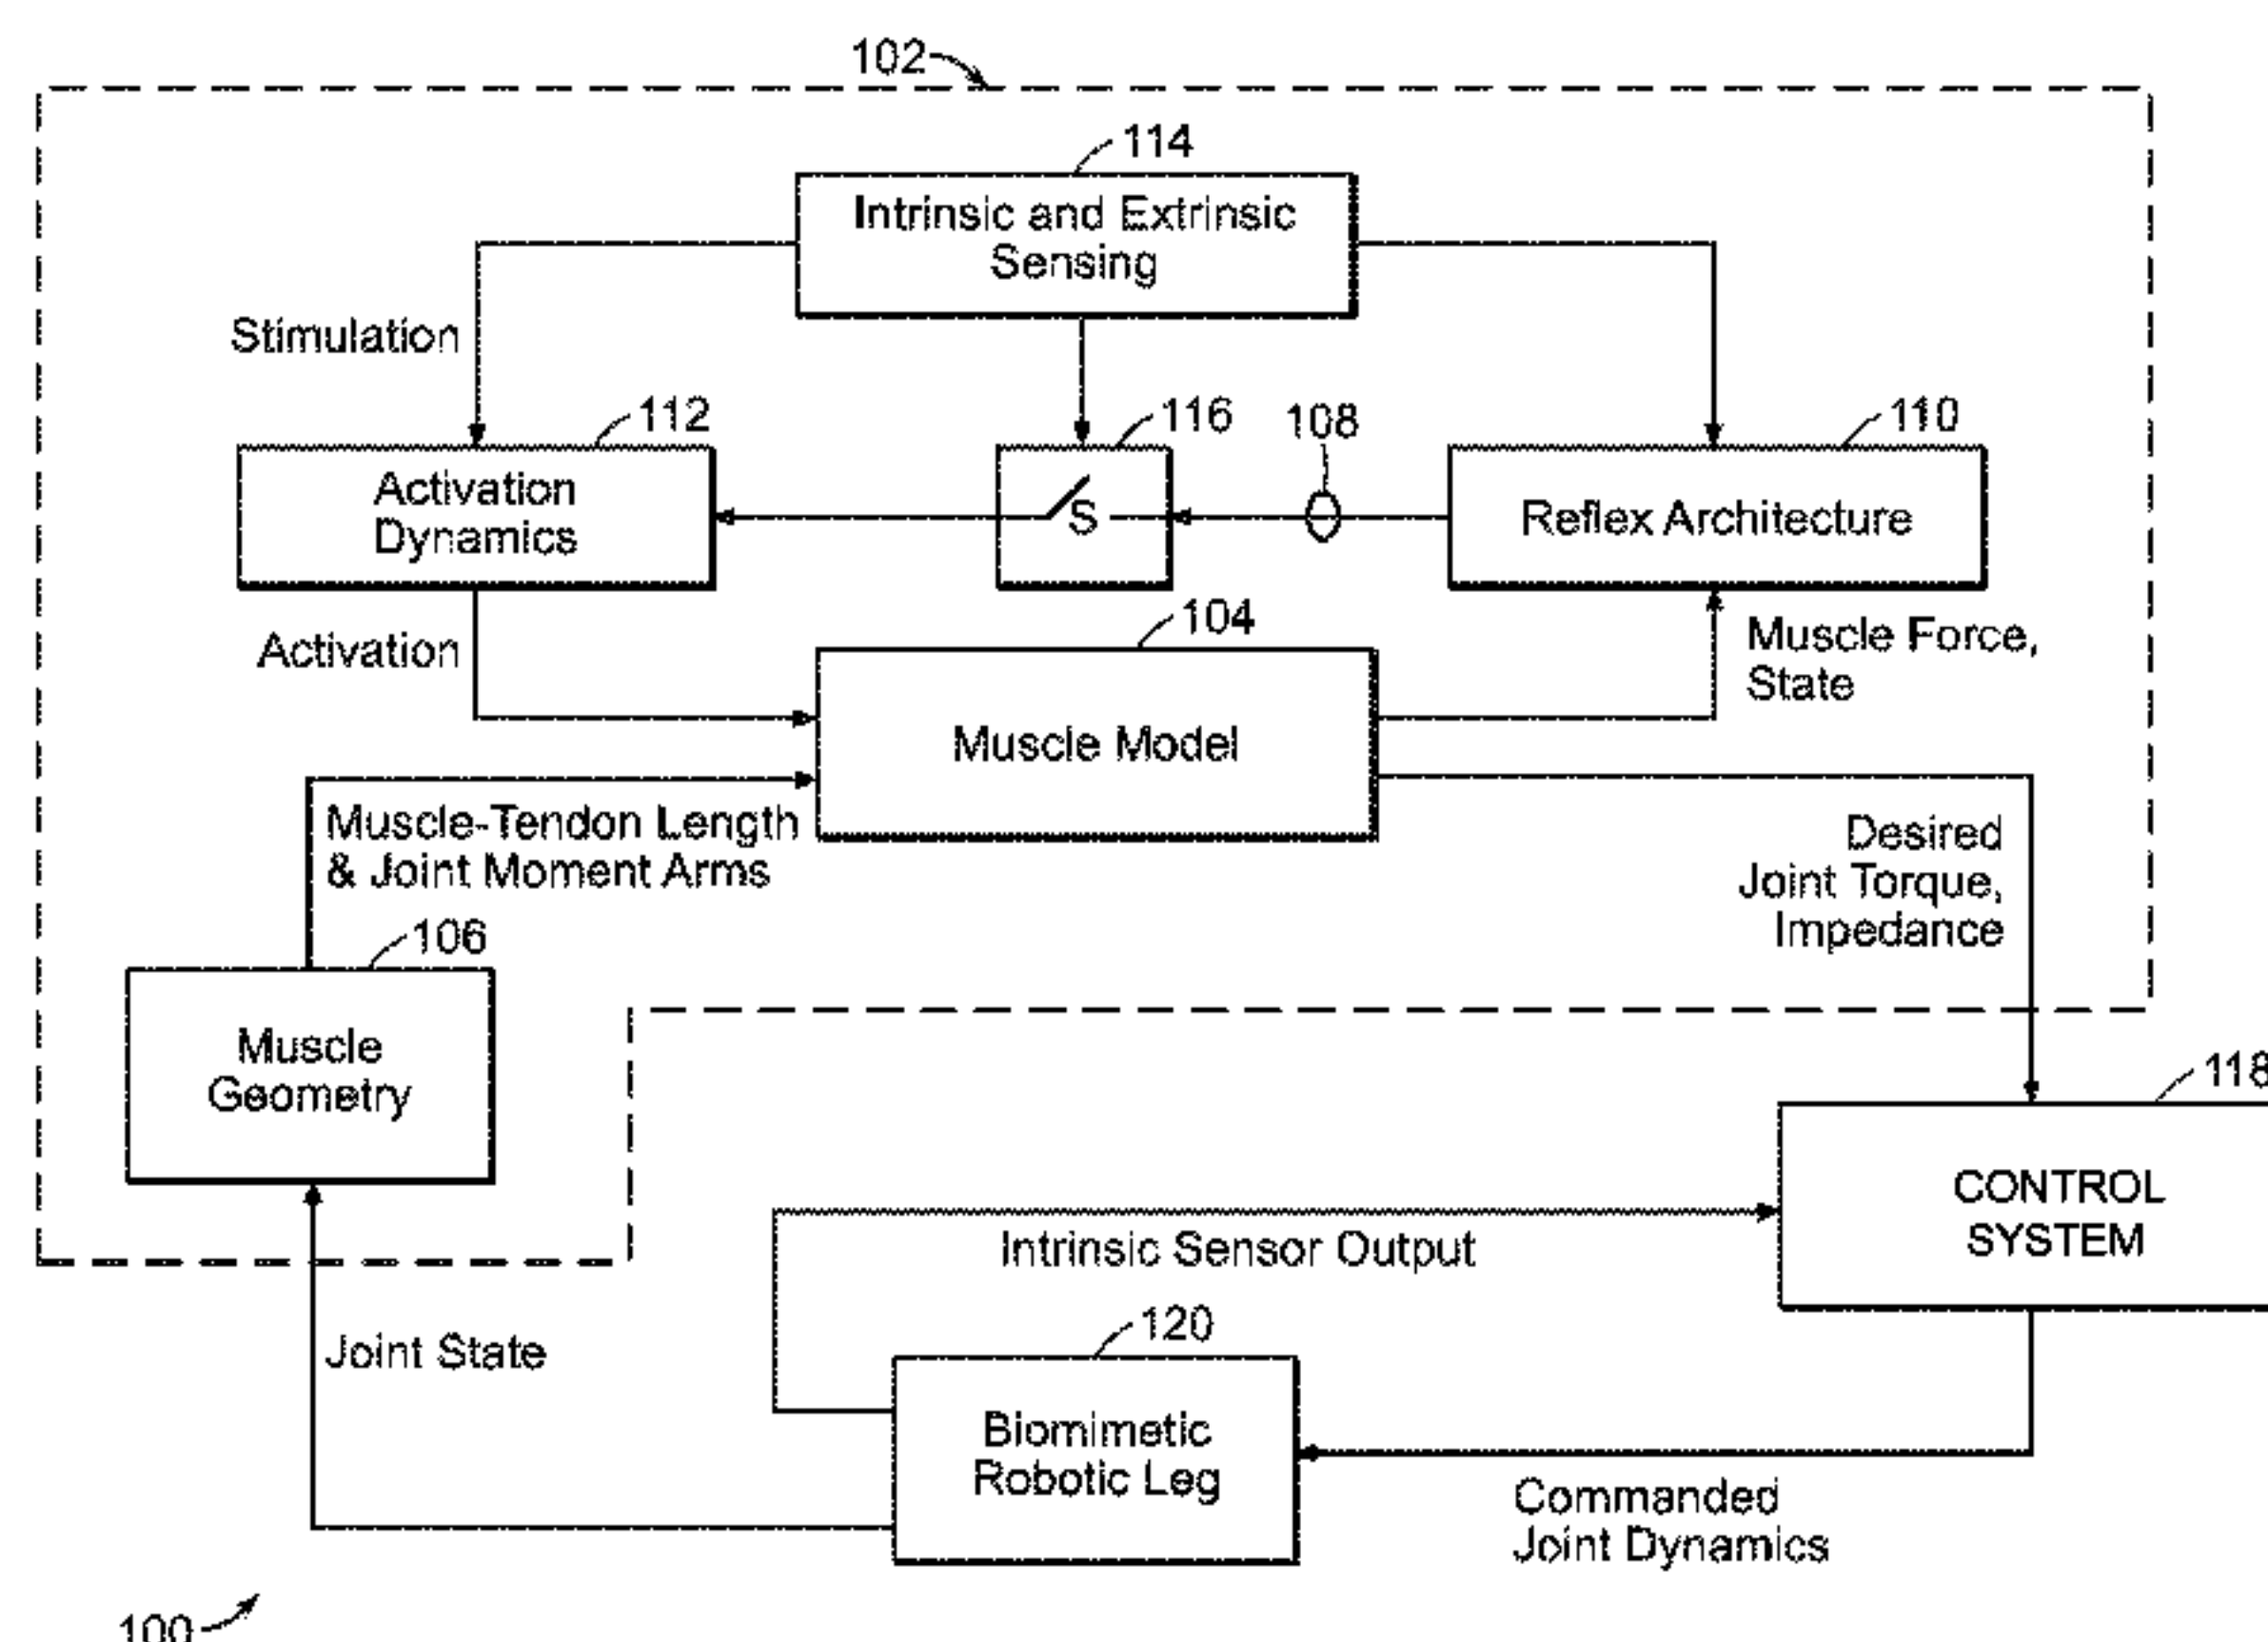 102
114
Intrinsic and Extrinsic
Sensing
Stimulation
112
116
108
110
Activation
Dynamics
S
Reflex Architecture
104
Activation
Muscle Force,
State
Muscle Model
Muscle-Tendon Length
& Joint Moment Arms
Desired
Joint Torque,
Impedance
106
Muscle
Geometry
118
CONTROL
SYSTEM
Intrinsic Sensor Output
120
Joint State
Biomimetic
Robotic Leg
Commanded
Joint Dynamics
100